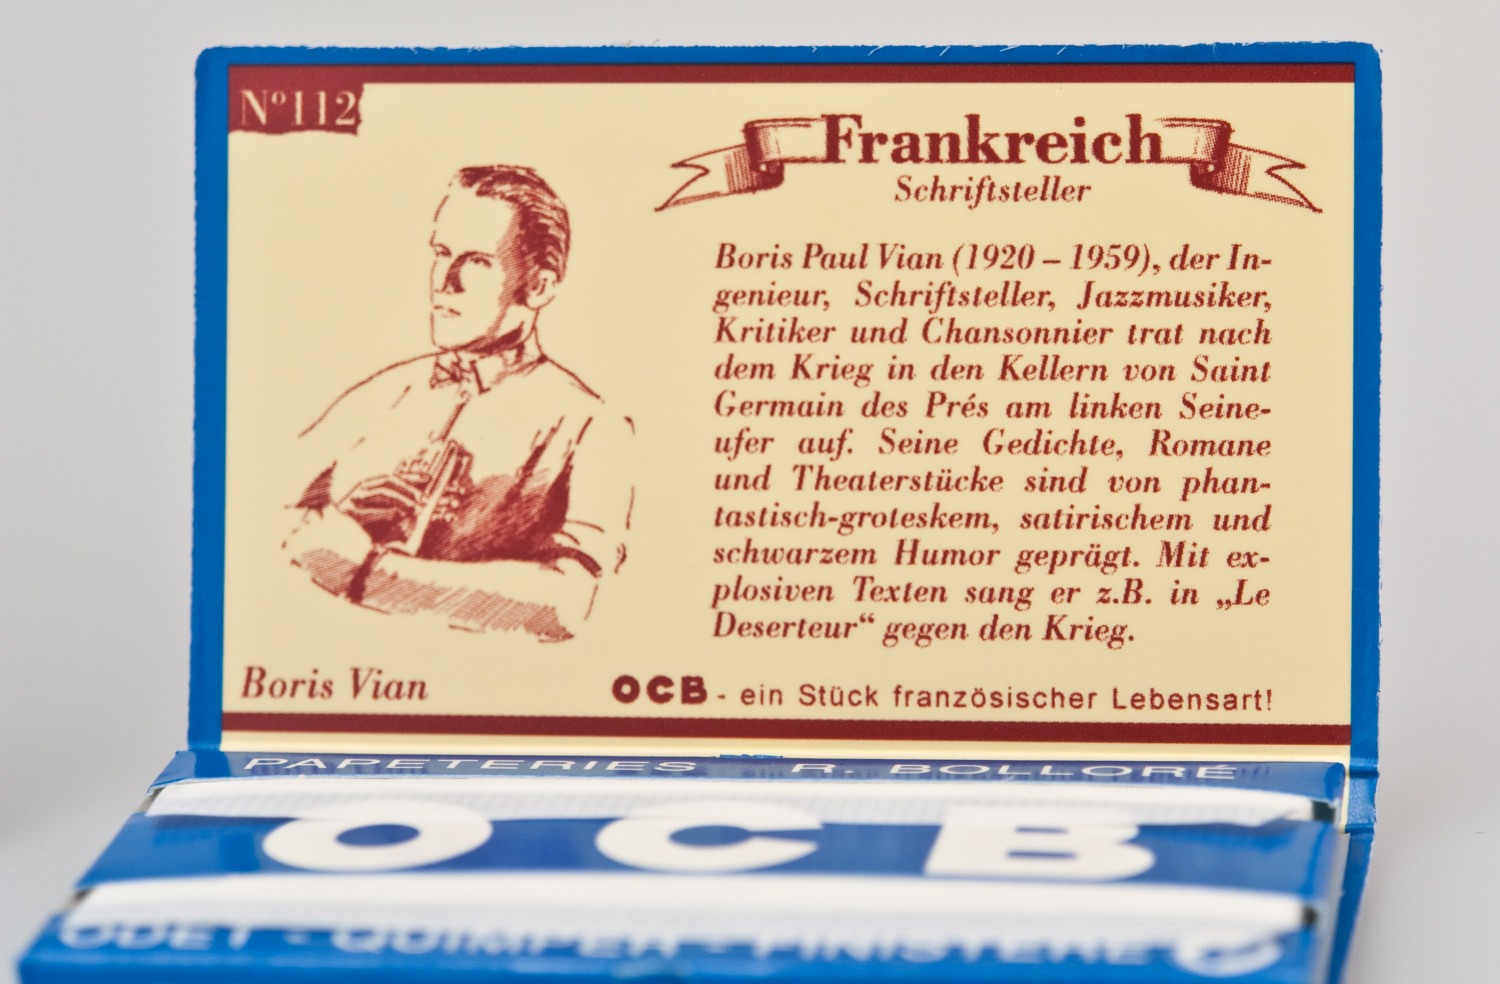 Nº112
Frankreich
Schriftsteller
Boris Paul Vian (1920 – 1959), der In-
genieur, Schriftsteller, Jazzmusiker,
Kritiker und Chansonnier trat nach
dem Krieg in den Kellern von Saint
Germain des Prés am linken Seine-
ufer auf. Seine Gedichte, Romane
und Theaterstücke sind von phan-
tastisch-groteskem, satirischem und
schwarzem Humor geprägt. Mit ex-
plosiven Texten sang er z.B. in „Le
Deserteur“ gegen den Krieg.
Boris Vian
OCB - ein Stück französischer Lebensart!
PAPETERIES R. BOLLORÉ
OCB
ODET - QUIMPER - FINISTERE